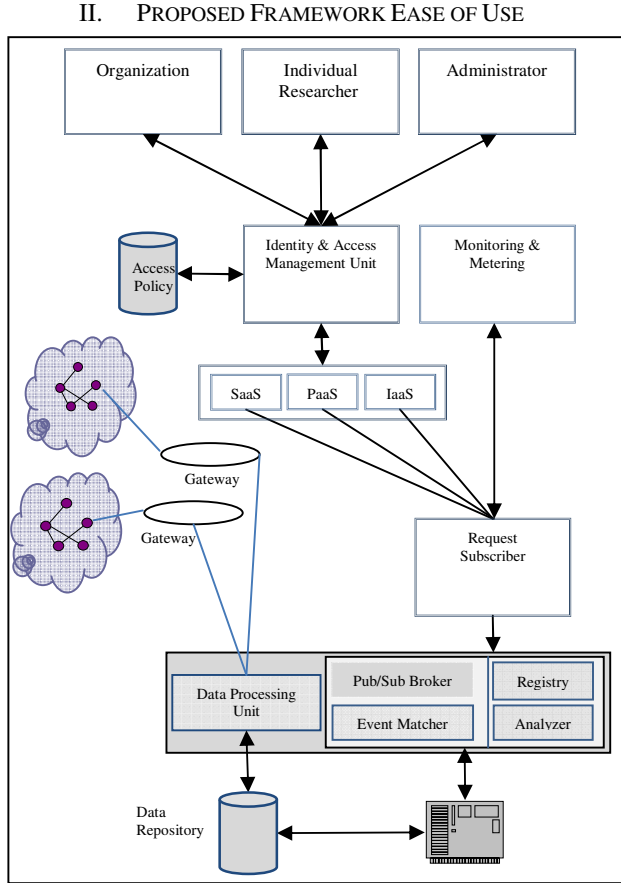 II. PROPOSED FRAMEWORK EASE OF USE
Organization
Individual
Researcher
Administrator
Access
Policy
Identity & Access
Management Unit
Monitoring &
Metering
SaaS
PaaS
IaaS
Gateway
Gateway
Request
Subscriber
Data Processing
Unit
Pub/Sub Broker
Event Matcher
Registry
Analyzer
Data
Repository